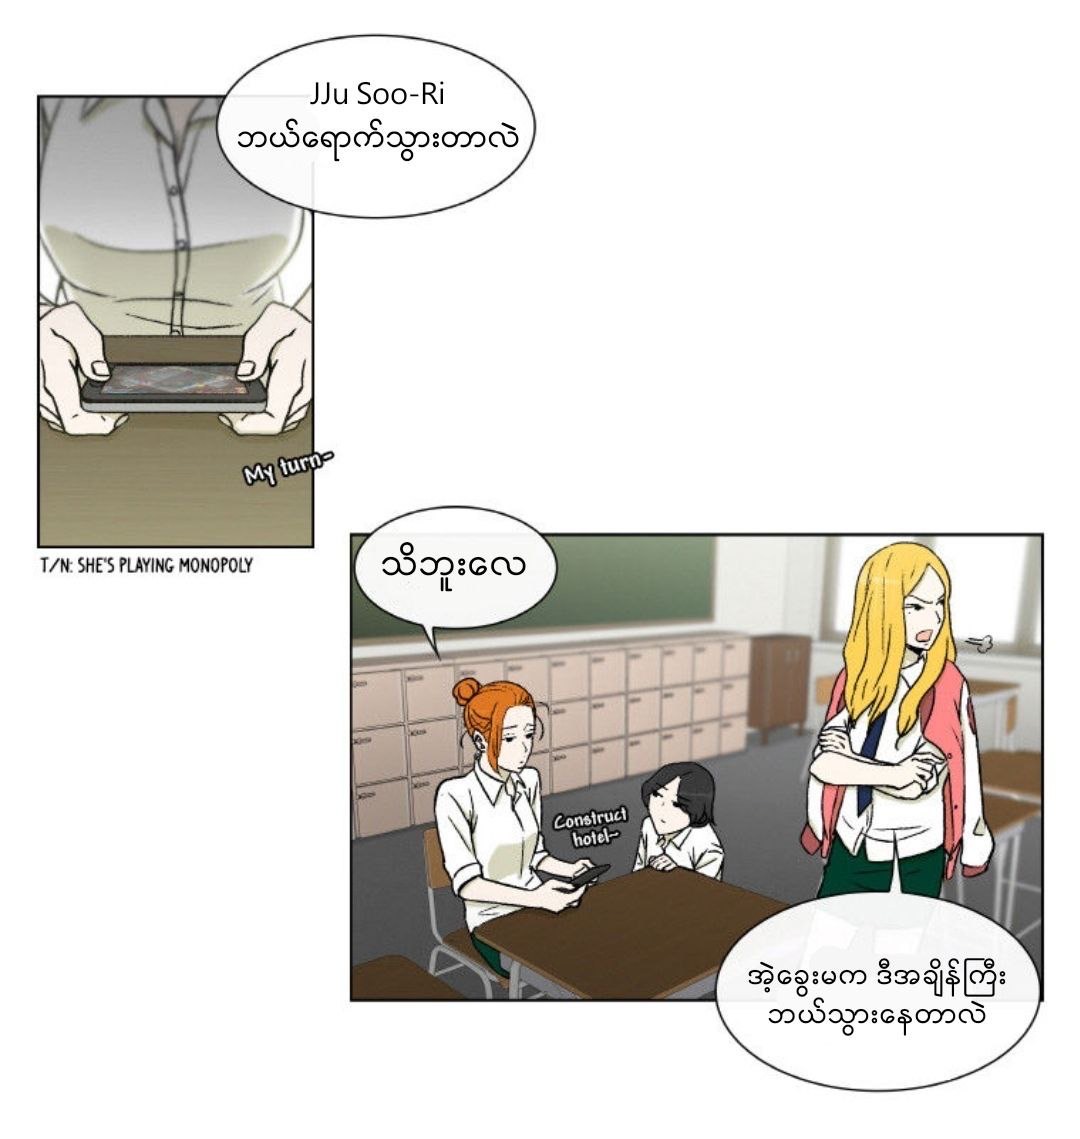 JJu Soo-Ri
ဘယ်ရောက်သွားတာလဲ
My turn~
T/N: SHE'S PLAYING MONOPOLY
သိဘူးလေ
Construct
hotel~
အဲ့ခွေးမက ဒီအချိန်ကြီး
ဘယ်သွားနေတာလဲ